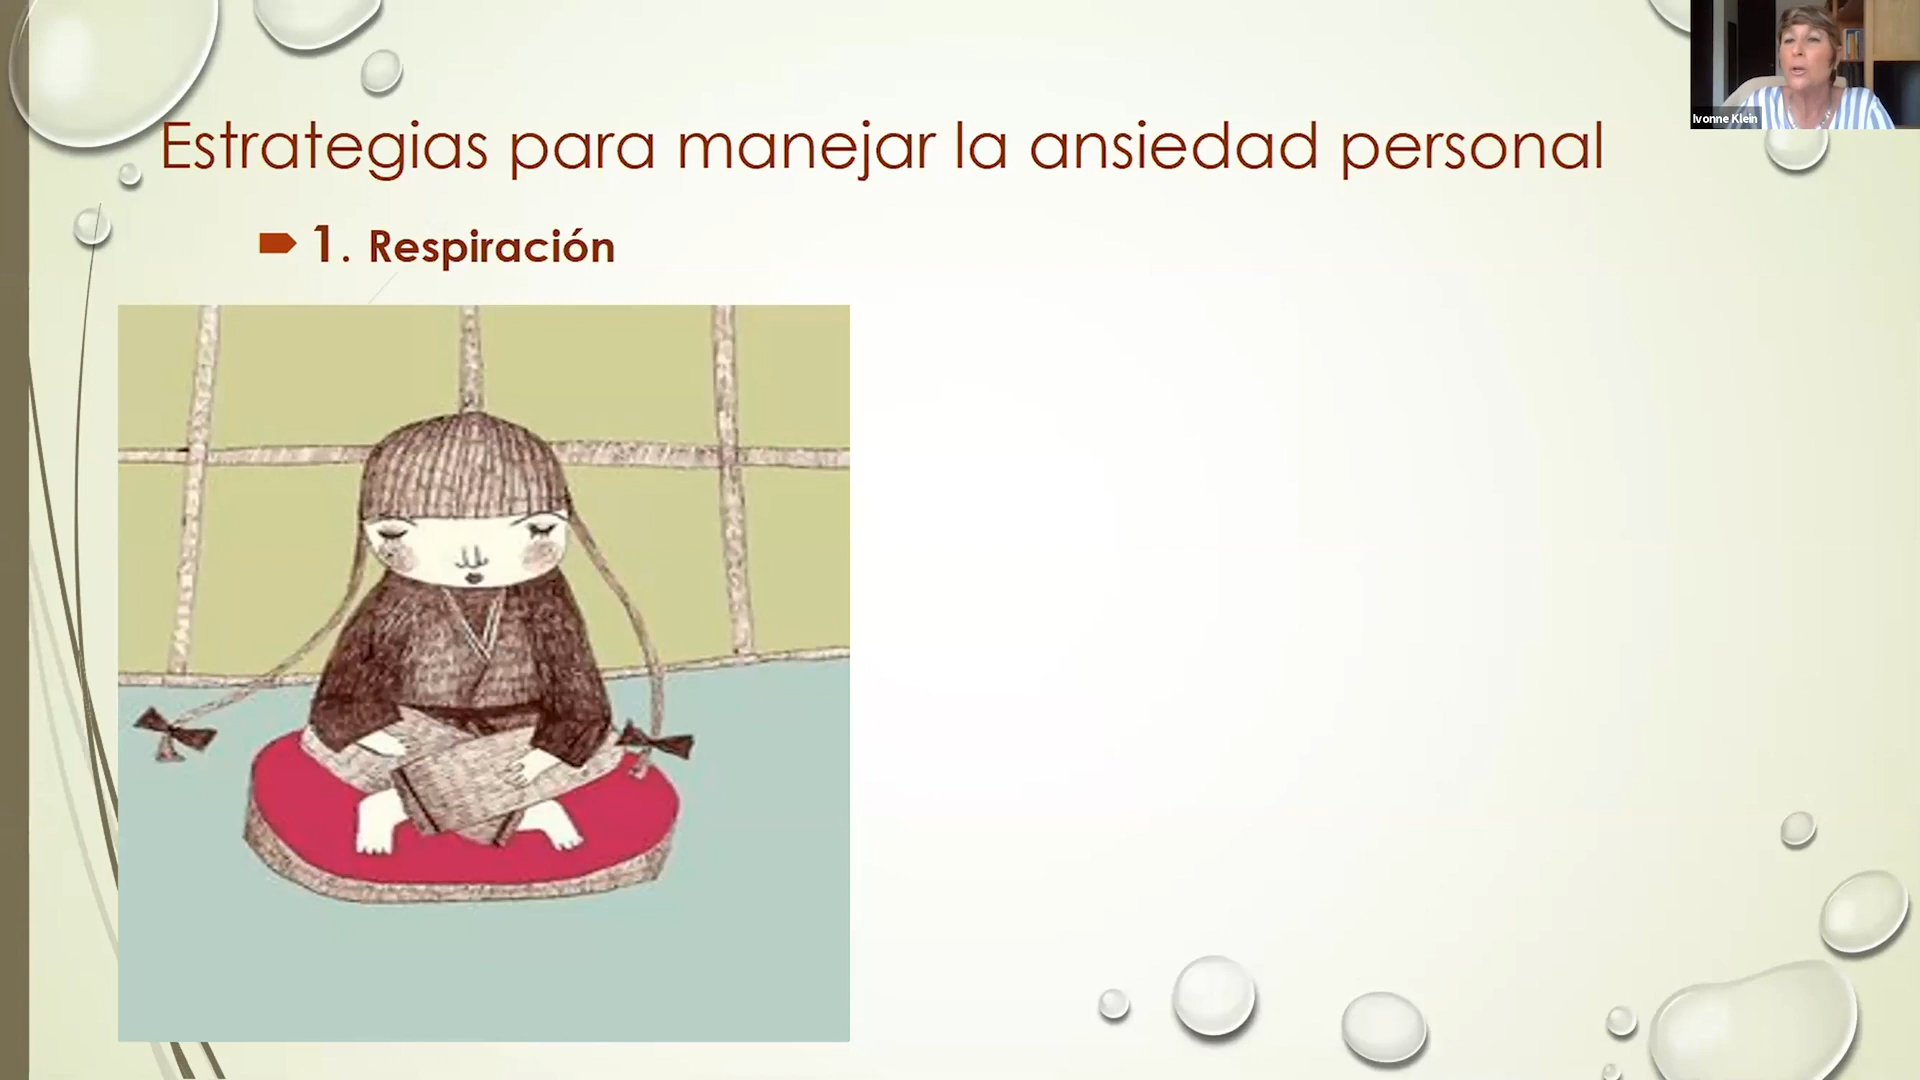 Estrategias para manejar la ansiedad personal
1. Respiración
Ivonne Klein